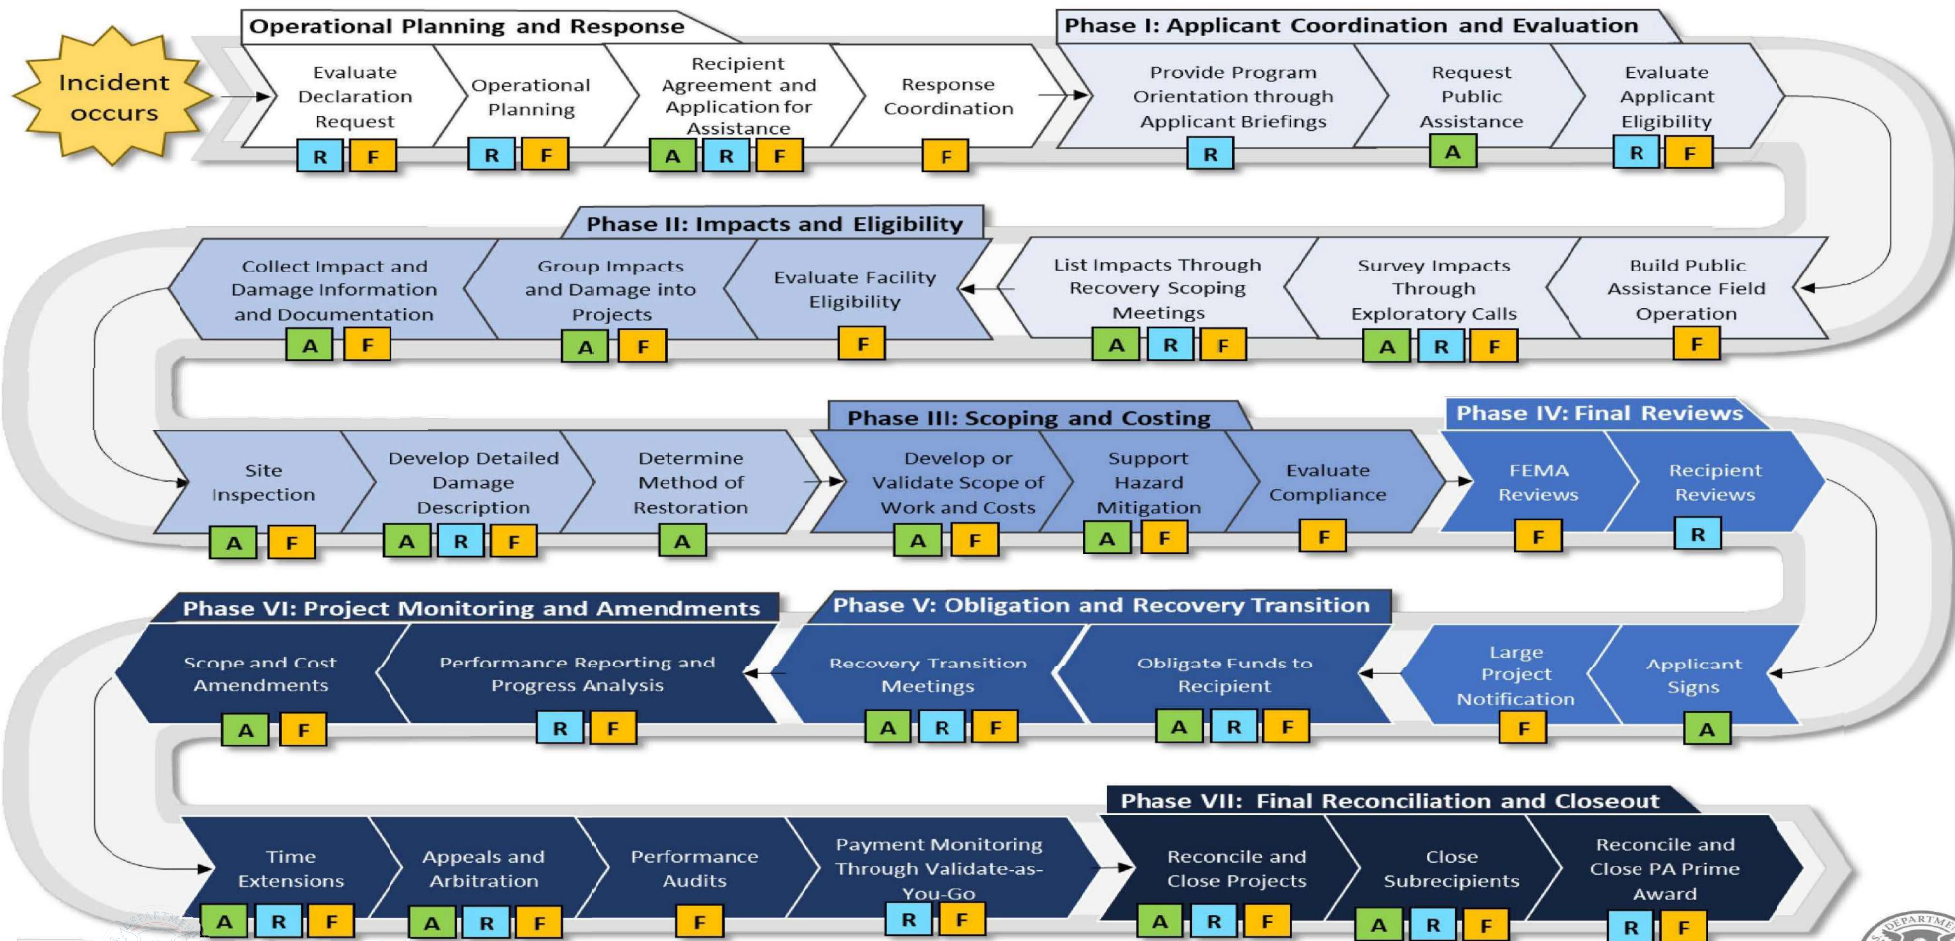 Operational Planning and Response
Phase I: Applicant Coordination and Evaluation
Incident
occurs
Evaluate
Declaration
Request
R F
Operational
Planning
R F
Recipient
Agreement and
Application for
Assistance
A R F
Response
Coordination
F
Provide Program
Orientation through
Applicant Briefings
R
Request
Public
Assistance
A
Evaluate
Applicant
Eligibility
R F
Build Public
Assistance Field
Operation
F
Survey Impacts
Through
Exploratory Calls
A R F
List Impacts Through
Recovery Scoping
Meetings
A R F
Phase II: Impacts and Eligibility
Evaluate Facility
Eligibility
F
Group Impacts
and Damage into
Projects
A F
Collect Impact and
Damage Information
and Documentation
A F
Site
Inspection
A F
Develop Detailed
Damage
Description
A R F
Determine
Method of
Restoration
A
Phase III: Scoping and Costing
Develop or
Validate Scope of
Work and Costs
A F
Support
Hazard
Mitigation
A F
Evaluate
Compliance
F
Phase IV: Final Reviews
FEMA
Reviews
F
Recipient
Reviews
R
Applicant
Signs
A
Large
Project
Notification
F
Phase V: Obligation and Recovery Transition
Obligate Funds to
Recipient
A R F
Recovery Transition
Meetings
A R F
Phase VI: Project Monitoring and Amendments
Performance Reporting and
Progress Analysis
R F
Scope and Cost
Amendments
A F
Time
Extensions
A R F
Appeals and
Arbitration
A R F
Performance
Audits
F
Payment Monitoring
Through Validate-as-
You-Go
R F
Phase VII: Final Reconciliation and Closeout
Reconcile and
Close Projects
A R F
Close
Subrecipients
A R F
Reconcile and
Close PA Prime
Award
R F